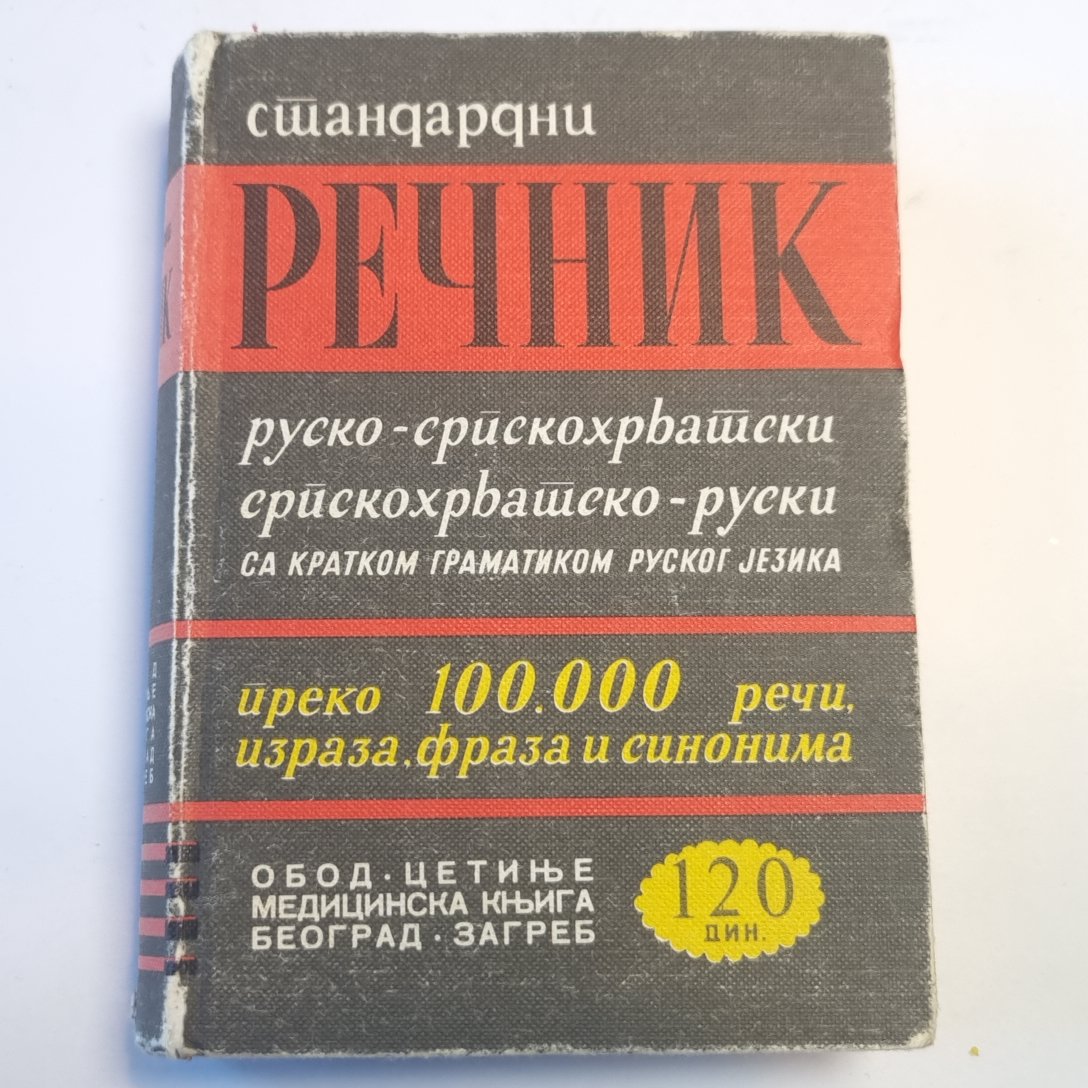 стандардни
РЕЧНИК
руско-српскохрватски
српскохрватско-руски
СА КРАТКОМ ГРАМАТИКОМ РУСКОГ ЈЕЗИКА
преко 100.000 речи,
израза, фраза и синонима
ОБОД · ЦЕТИЊЕ
МЕДИЦИНСКА КЊИГА
БЕОГРАД · ЗАГРЕБ
120
ДИН.